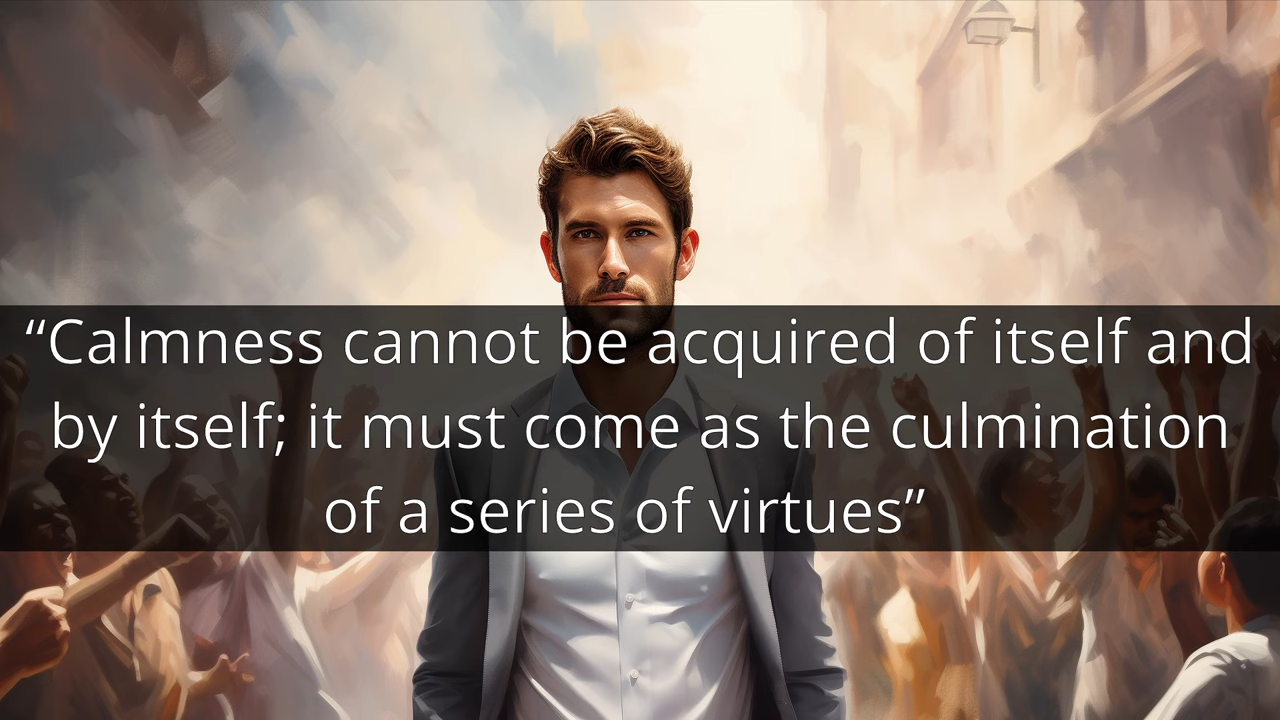 “Calmness cannot be acquired of itself and
by itself; it must come as the culmination
of a series of virtues”